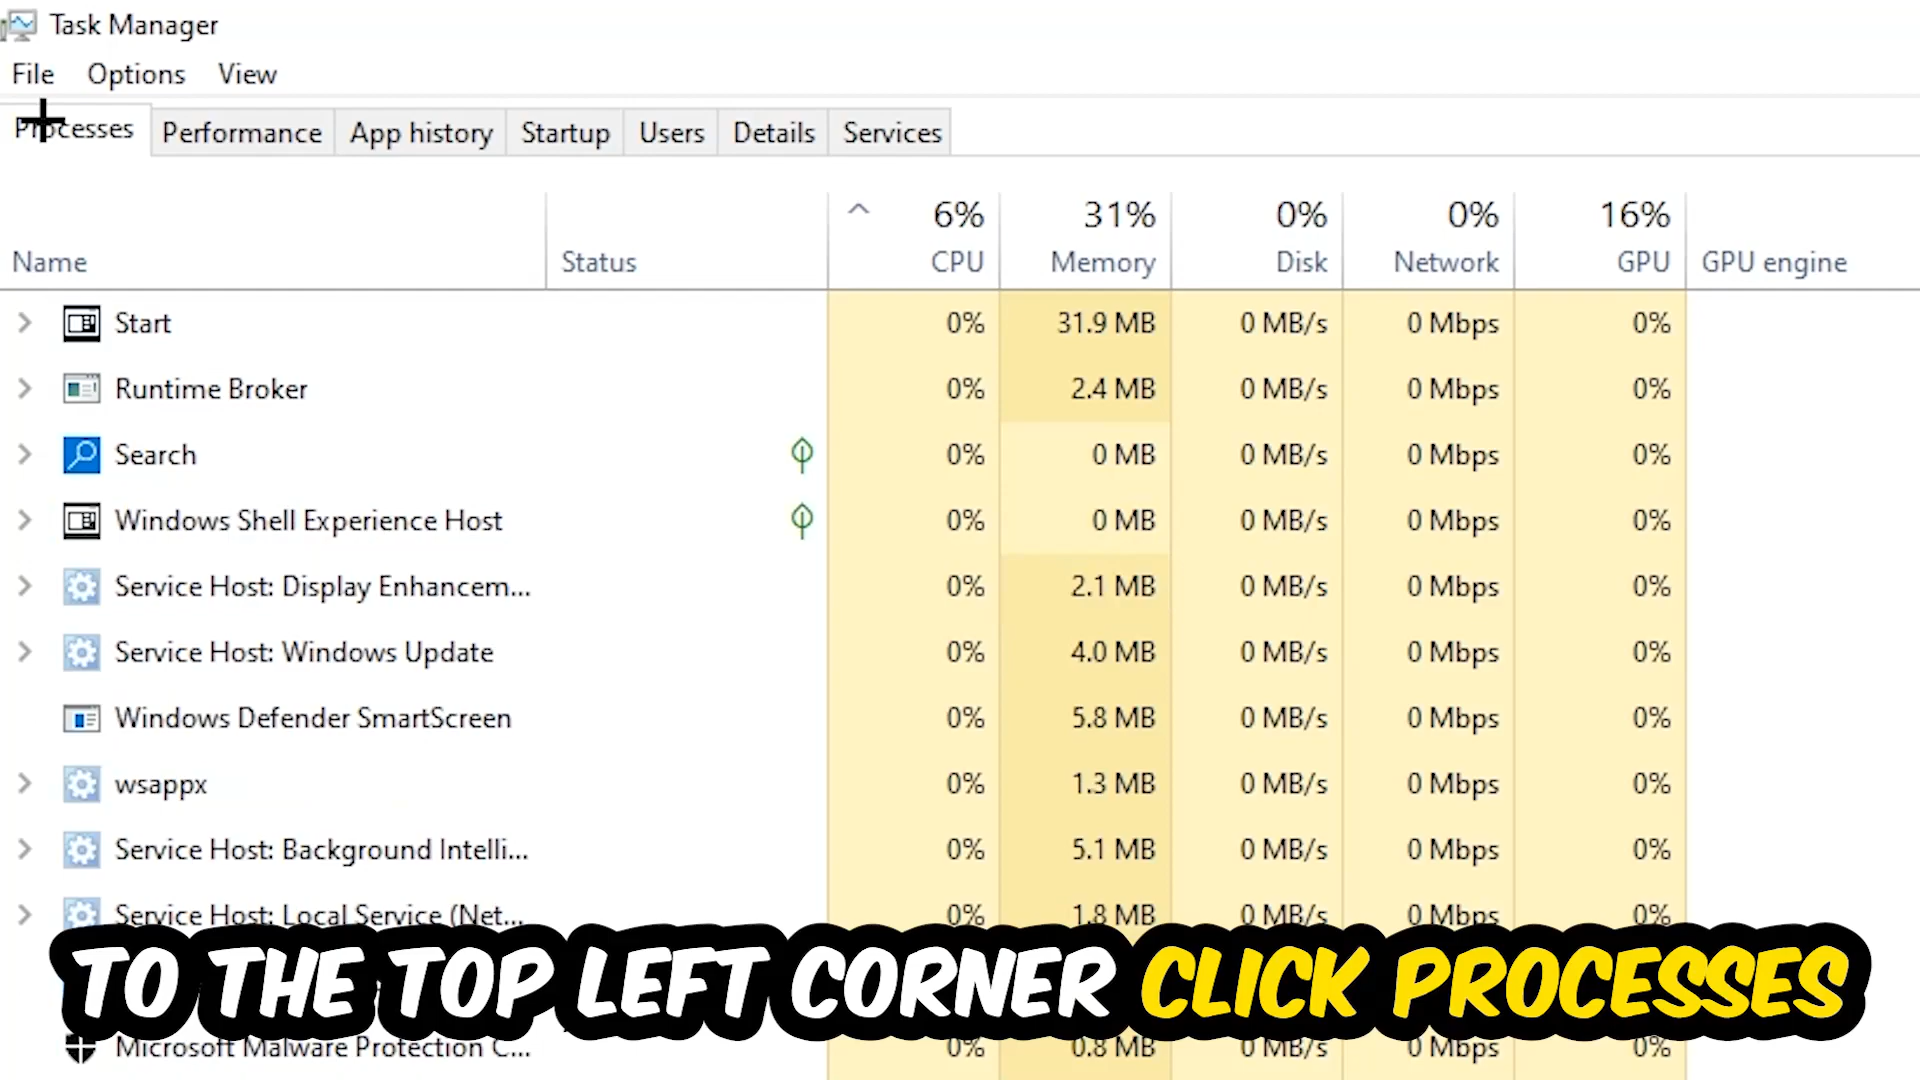 Task Manager
File Options View
Processes Performance App history Startup Users Details Services
6% 31% 0% 0% 16%
Name Status CPU Memory Disk Network GPU GPU engine
Start 0% 31.9 MB 0 MB/s 0 Mbps 0%
Runtime Broker 0% 2.4 MB 0 MB/s 0 Mbps 0%
Search 0% 0 MB 0 MB/s 0 Mbps 0%
Windows Shell Experience Host 0% 0 MB 0 MB/s 0 Mbps 0%
Service Host: Display Enhancem... 0% 2.1 MB 0 MB/s 0 Mbps 0%
Service Host: Windows Update 0% 4.0 MB 0 MB/s 0 Mbps 0%
Windows Defender SmartScreen 0% 5.8 MB 0 MB/s 0 Mbps 0%
wsappx 0% 1.3 MB 0 MB/s 0 Mbps 0%
Service Host: Background Intelli... 0% 5.1 MB 0 MB/s 0 Mbps 0%
Service Host: Local Service (Net... 0% 1.8 MB 0 MB/s 0 Mbps 0%
TO THE TOP LEFT CORNER CLICK PROCESSES
Microsoft Malware Protection C... 0% 0.8 MB 0 MB/s 0 Mbps 0%